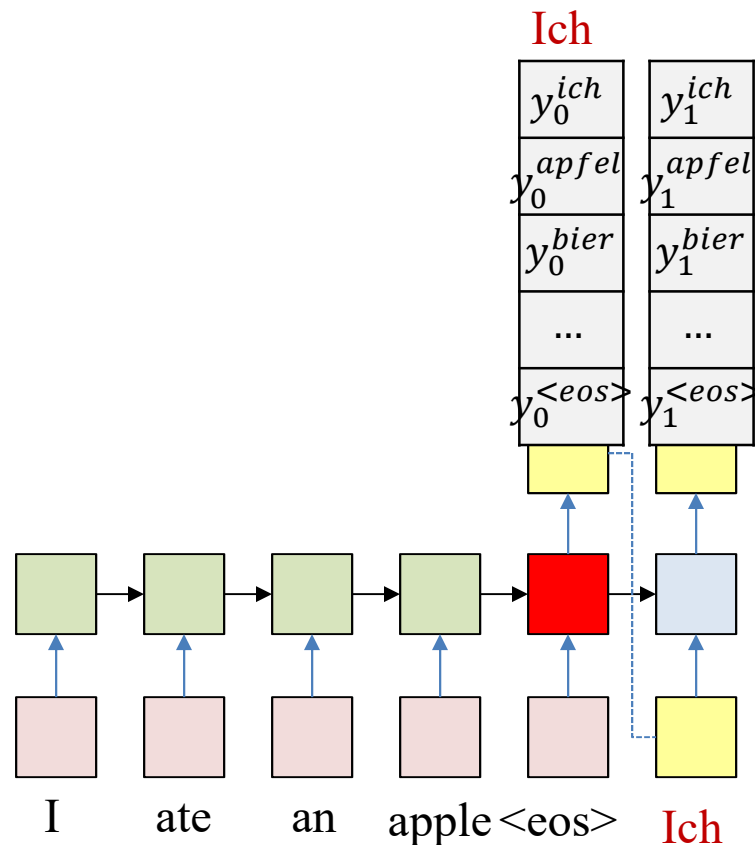 Ich
y_0^{ich} y_1^{ich}
y_0^{apfel} y_1^{apfel}
y_0^{bier} y_1^{bier}
... ...
y_0^{<eos>} y_1^{<eos>}
I ate an apple <eos> Ich